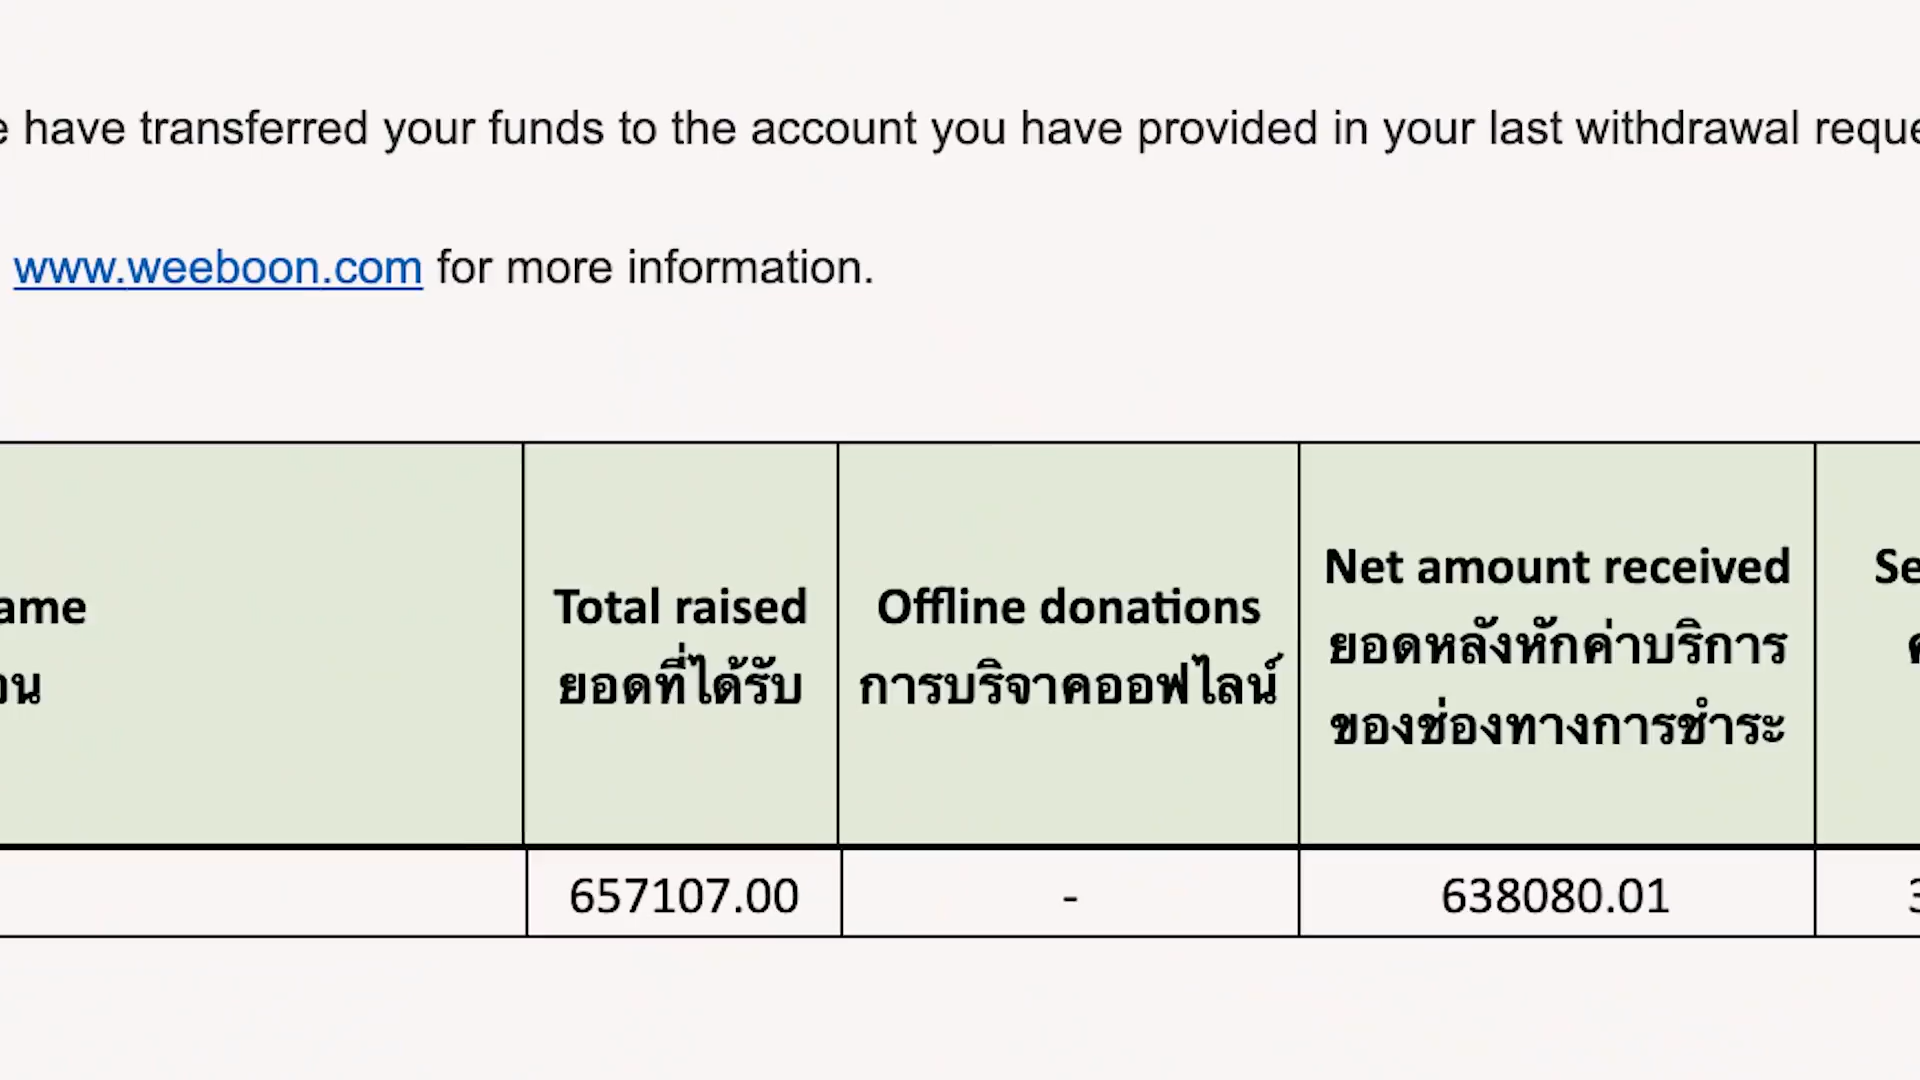 have transferred your funds to the account you have provided in your last withdrawal
www.weeboon.com for more information.
Total raised
ยอดที่ได้รับ
Offline donations
การบริจาคออฟไลน์
Net amount received
ยอดหลังหักค่าบริการ
ของช่องทางการชำระ
657107.00
-
638080.01